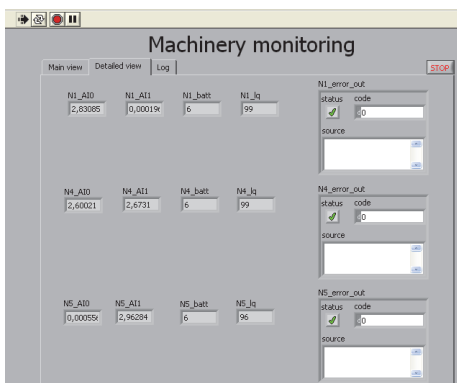 Machinery monitoring
Main view Detailed view Log STOP
N1_AI0 N1_AI1 N1_batt N1_lq N1_error_out
status code
2,83085 0,00019 6 99 0
source
N4_AI0 N4_AI1 N4_batt N4_lq N4_error_out
status code
2,60021 2,6731 6 99 0
source
N5_AI0 N5_AI1 N5_batt N5_lq N5_error_out
status code
0,00055 2,96284 6 96 0
source